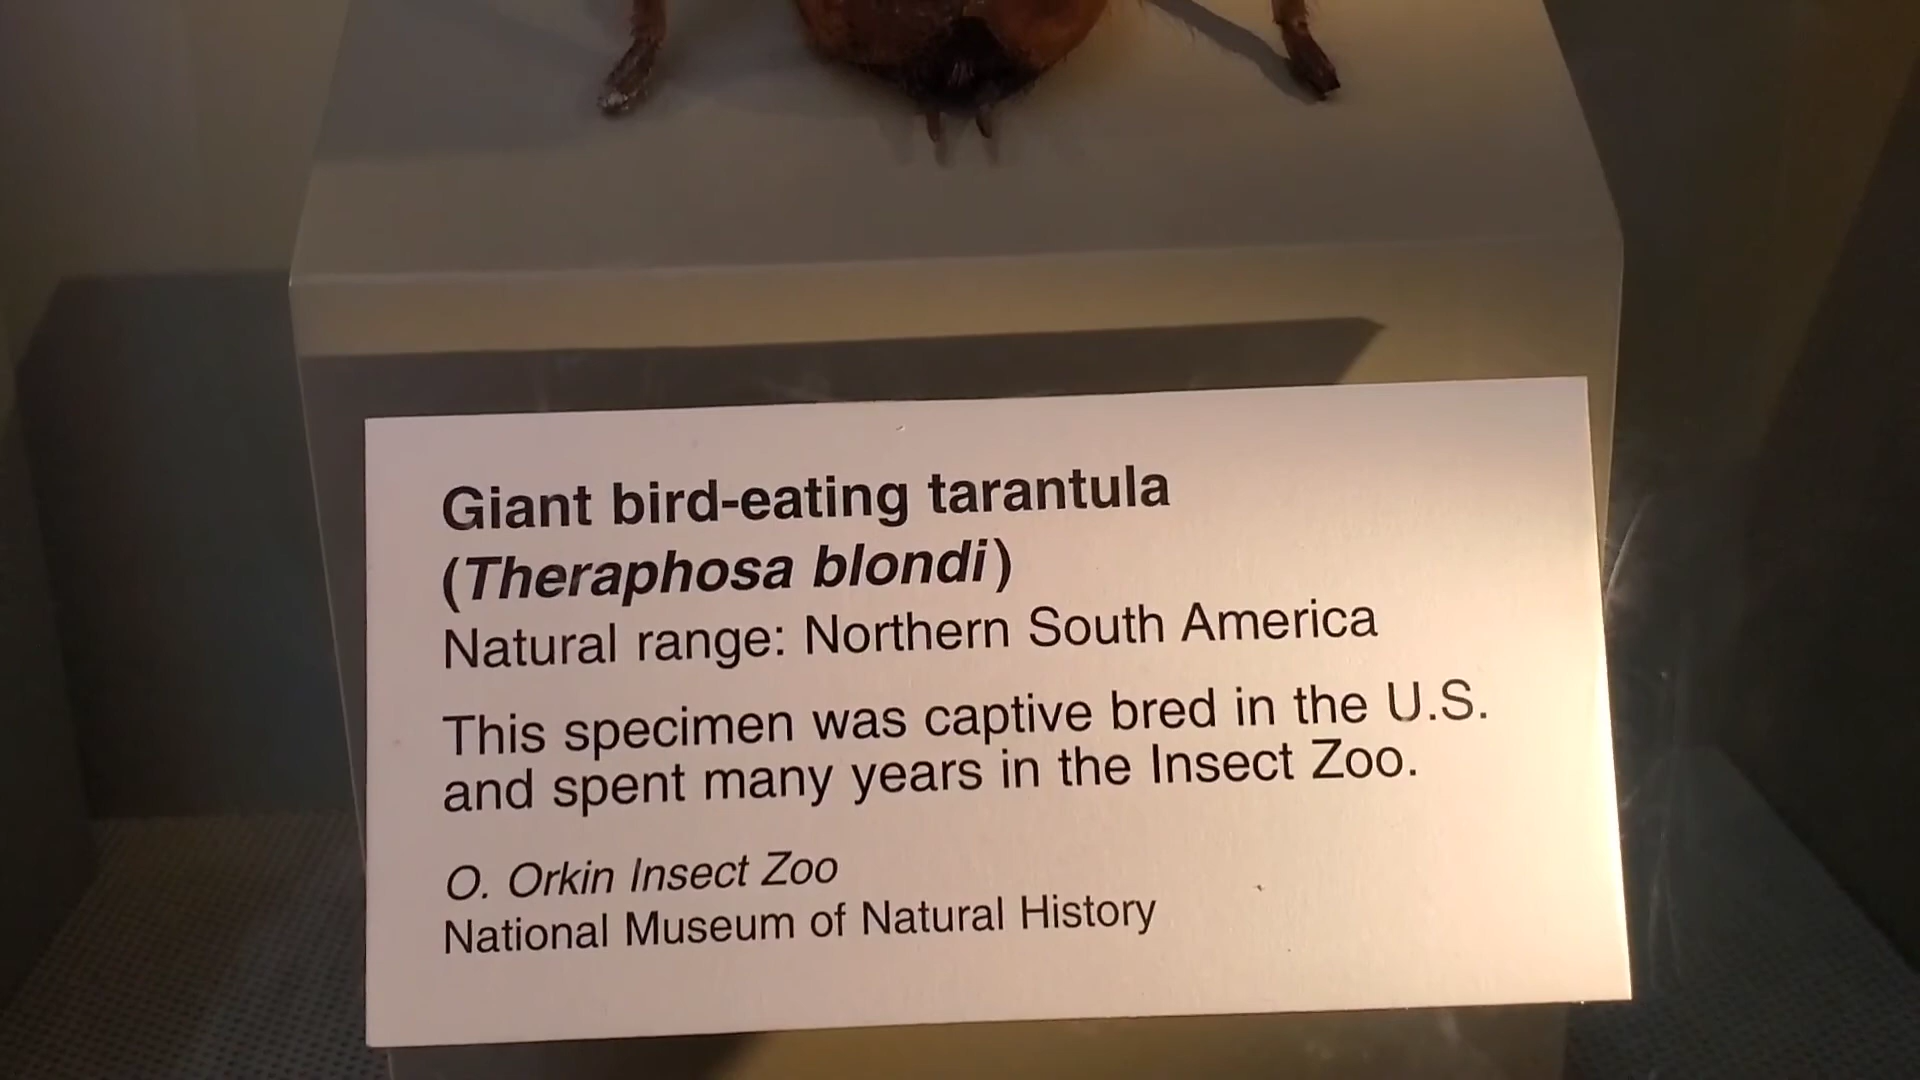 Giant bird-eating tarantula
(Theraphosa blondi)
Natural range: Northern South America
This specimen was captive bred in the U.S.
and spent many years in the Insect Zoo.
O. Orkin Insect Zoo
National Museum of Natural History